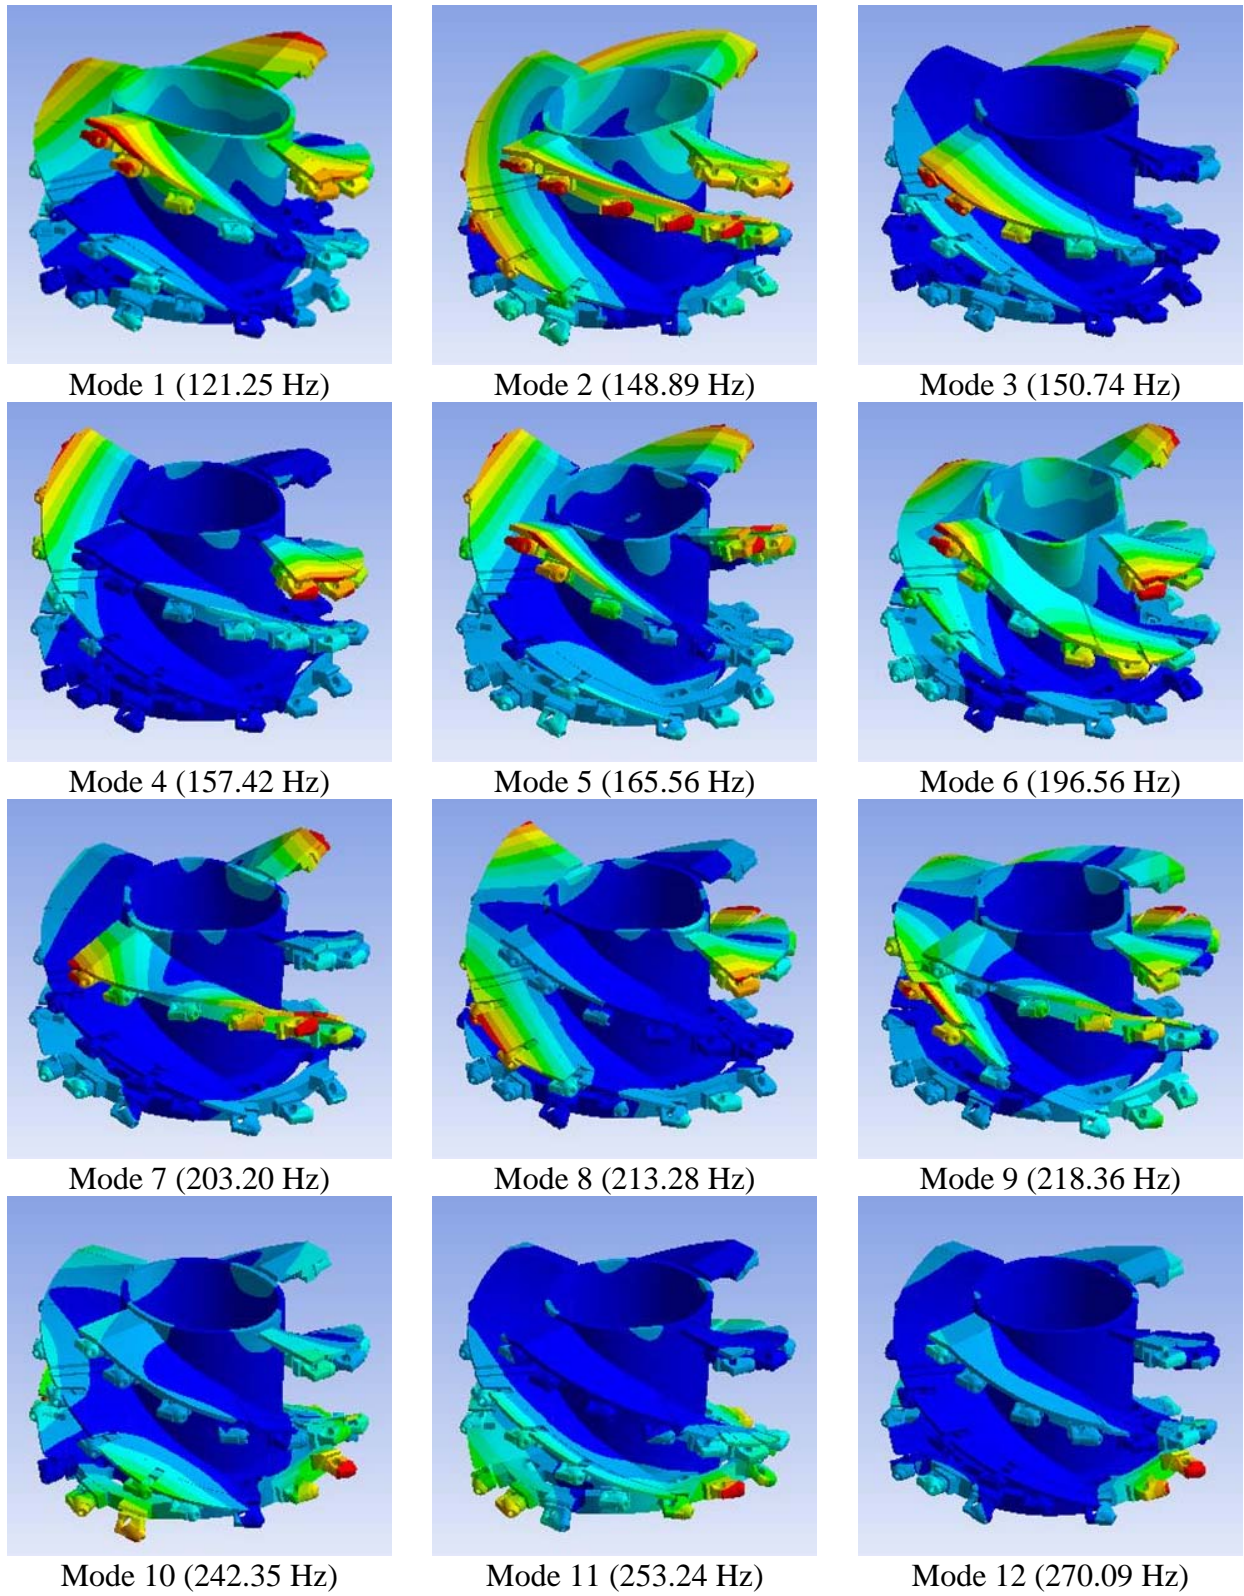 Mode 1 (121.25 Hz) Mode 2 (148.89 Hz) Mode 3 (150.74 Hz)
Mode 4 (157.42 Hz) Mode 5 (165.56 Hz) Mode 6 (196.56 Hz)
Mode 7 (203.20 Hz) Mode 8 (213.28 Hz) Mode 9 (218.36 Hz)
Mode 10 (242.35 Hz) Mode 11 (253.24 Hz) Mode 12 (270.09 Hz)